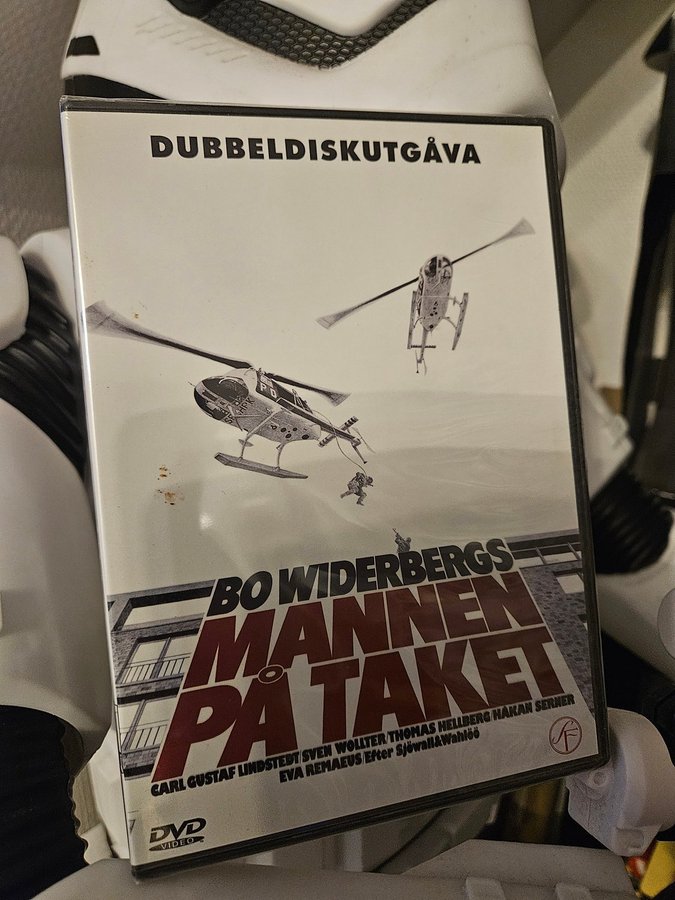 DUBBELDISKUTGÅVA
BO WIDERBERGS
MANNEN
PÅ TAKET
CARL GUSTAF LINDSTEDT SVEN WOLLTER THOMAS HELLBERG HÅKAN SERNER
EVA REMAEUS Efter Sjöwall&Wahlöö
SF
DVD
VIDEO